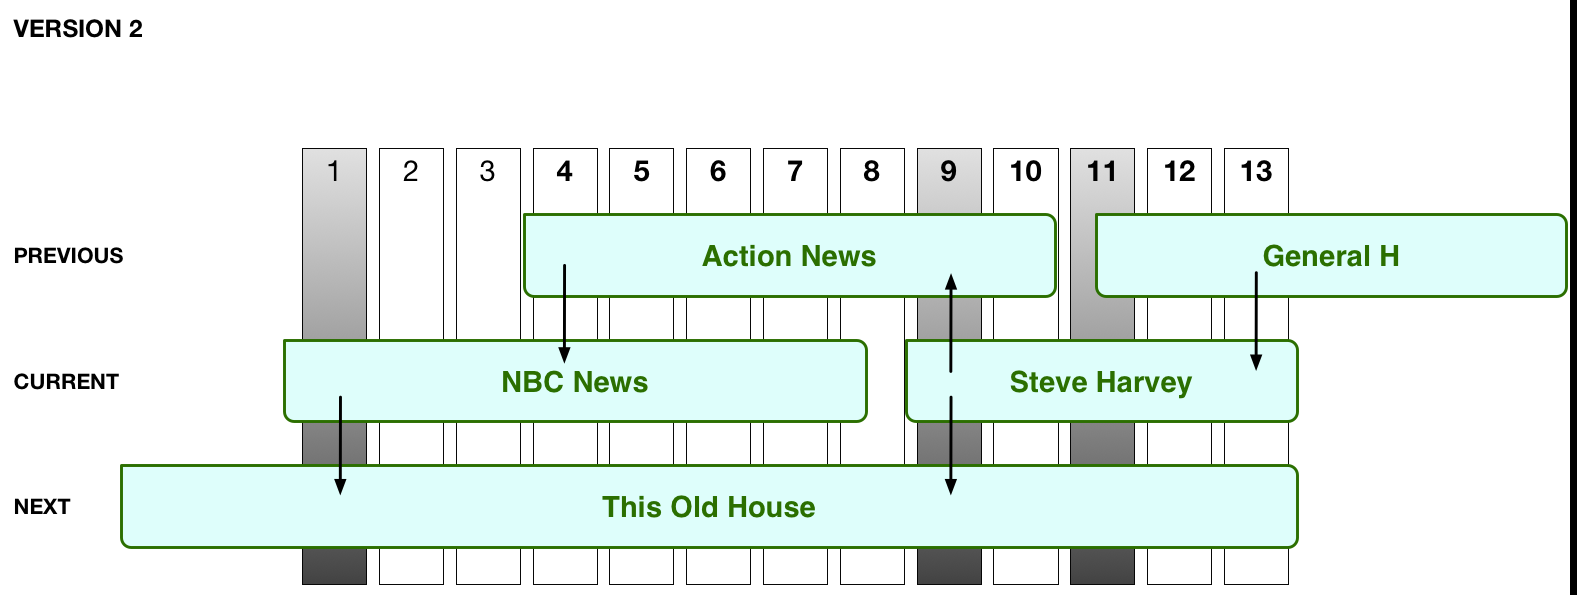 VERSION 2
1 2 3 4 5 6 7 8 9 10 11 12 13
PREVIOUS Action News General H
CURRENT NBC News Steve Harvey
NEXT This Old House